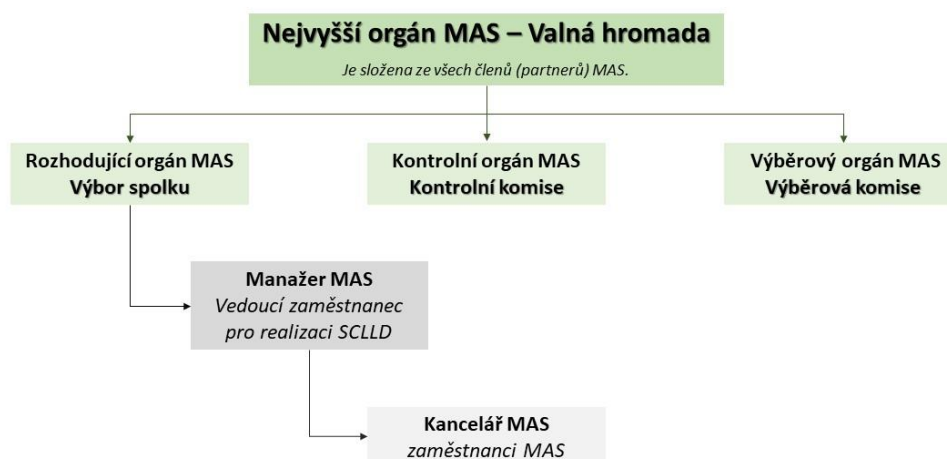 Nejvyšší orgán MAS – Valná hromada
Je složena ze všech členů (partnerů) MAS.
Rozhodující orgán MAS
Výbor spolku
Kontrolní orgán MAS
Kontrolní komise
Výběrový orgán MAS
Výběrová komise
Manažer MAS
Vedoucí zaměstnanec
pro realizaci SCLLD
Kancelář MAS
zaměstnanci MAS